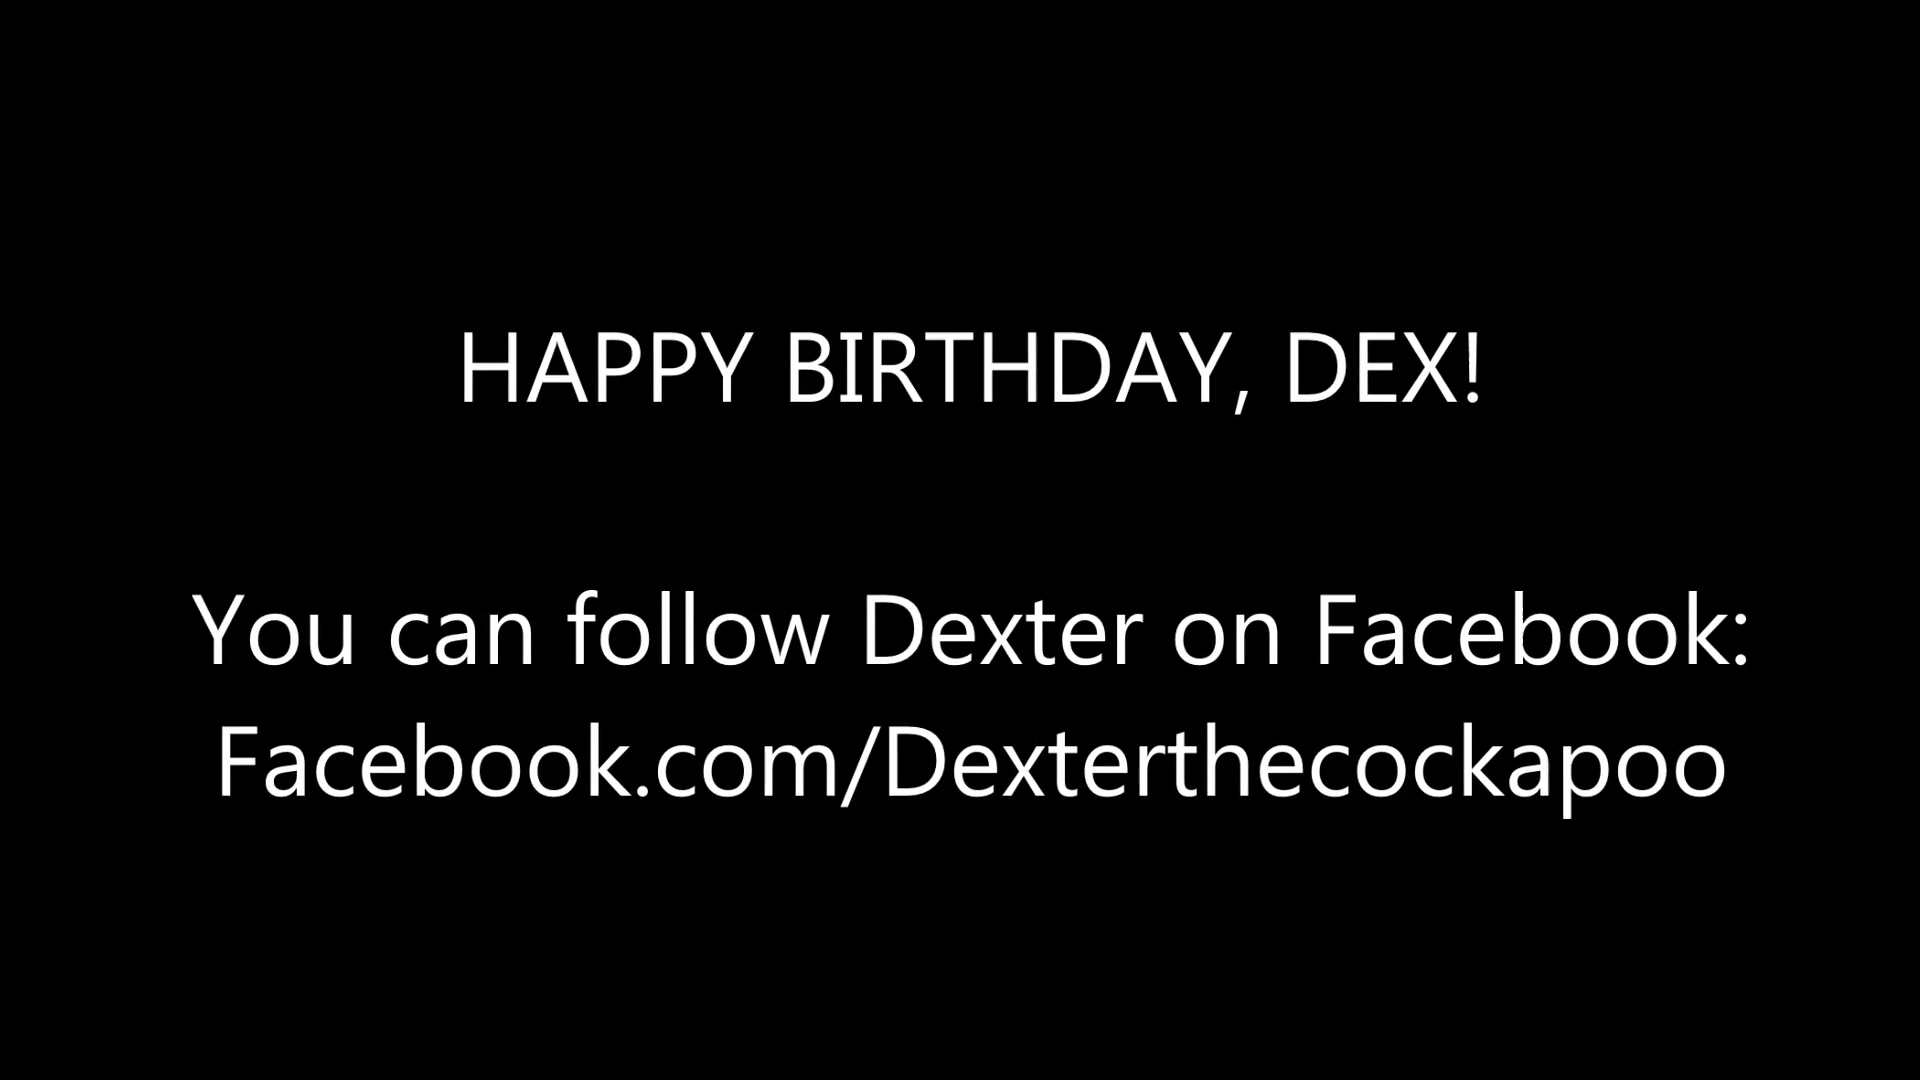 HAPPY BIRTHDAY, DEX!
You can follow Dexter on Facebook:
Facebook.com/Dexterthecockapoo